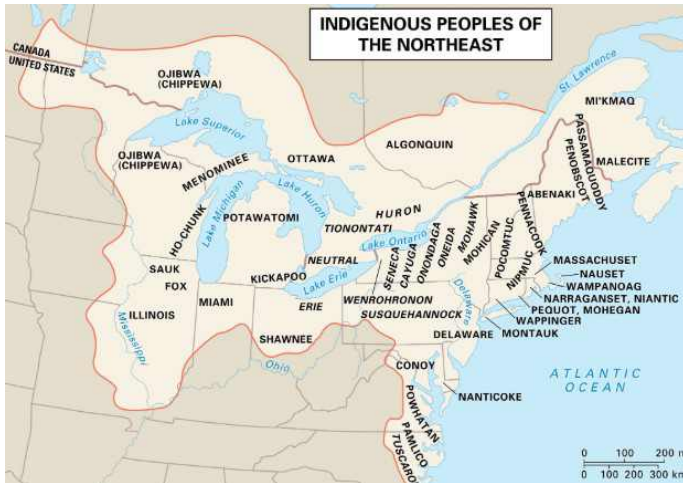 INDIGENOUS PEOPLES OF
THE NORTHEAST
CANADA
UNITED STATES
OJIBWA
(CHIPPEWA)
St. Lawrence
MI'KMAQ
Lake Superior
PASSAMAQUODDY
PENOBSCOT
ALGONQUIN
OTTAWA
MALECITE
OJIBWA
(CHIPPEWA)
MENOMINEE
Lake Huron
ABENAKI
HO-CHUNK
Lake Michigan
POTAWATOMI
HURON
TIONONTATI
Lake Ontario
SENECA
CAYUGA
ONONDAGA
ONEIDA
MOHAWK
MOHICAN
POCOMTUC
PENNACOOK
NIPMUC
NEUTRAL
MASSACHUSET
SAUK
FOX
KICKAPOO
Lake Erie
NAUSET
WAMPANOAG
MIAMI
ERIE
WENROHRONON
NARRAGANSET, NIANTIC
ILLINOIS
SUSQUEHANNOCK
Delaware
PEQUOT, MOHEGAN
WAPPINGER
Mississippi
SHAWNEE
DELAWARE
MONTAUK
Ohio
CONOY
ATLANTIC
OCEAN
NANTICOKE
POWHATAN
PAMLICO
TUSCARO
0 100 200 m
0 100 200 300 km